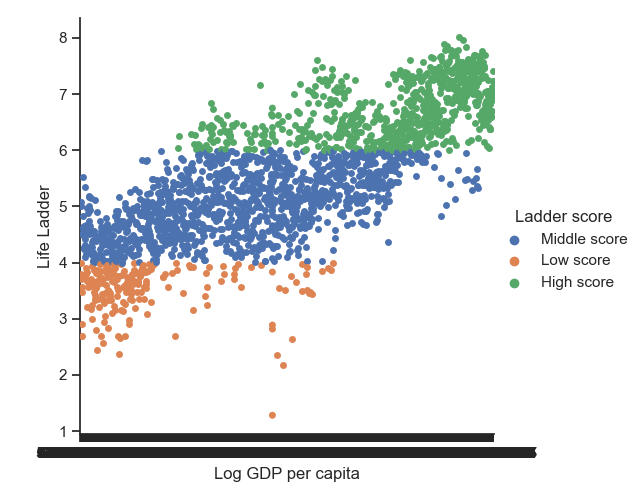 8
7
6
5
4
3
2
1
Life Ladder
Log GDP per capita
Ladder score
Middle score
Low score
High score